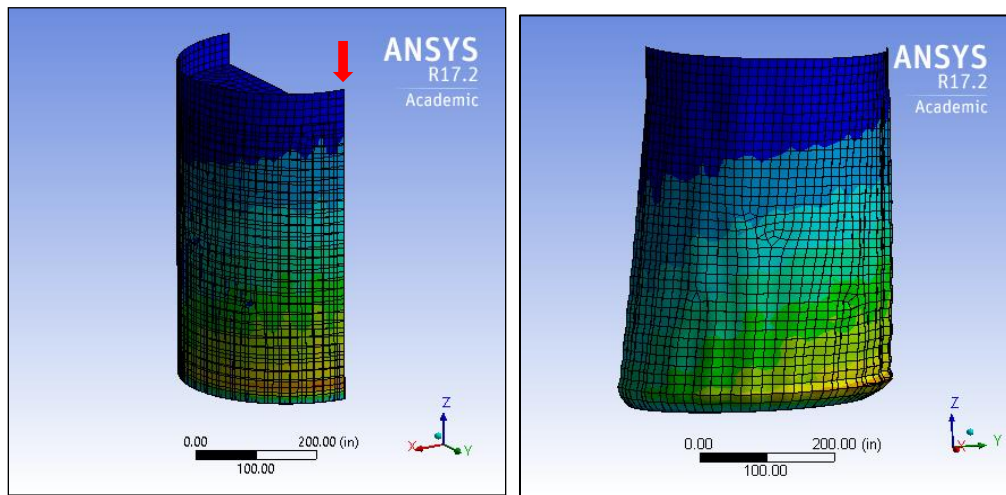 ANSYS
R17.2
Academic
Z
X
Y
0.00
200.00 (in)
100.00
ANSYS
R17.2
Academic
Z
X
Y
0.00
200.00 (in)
100.00